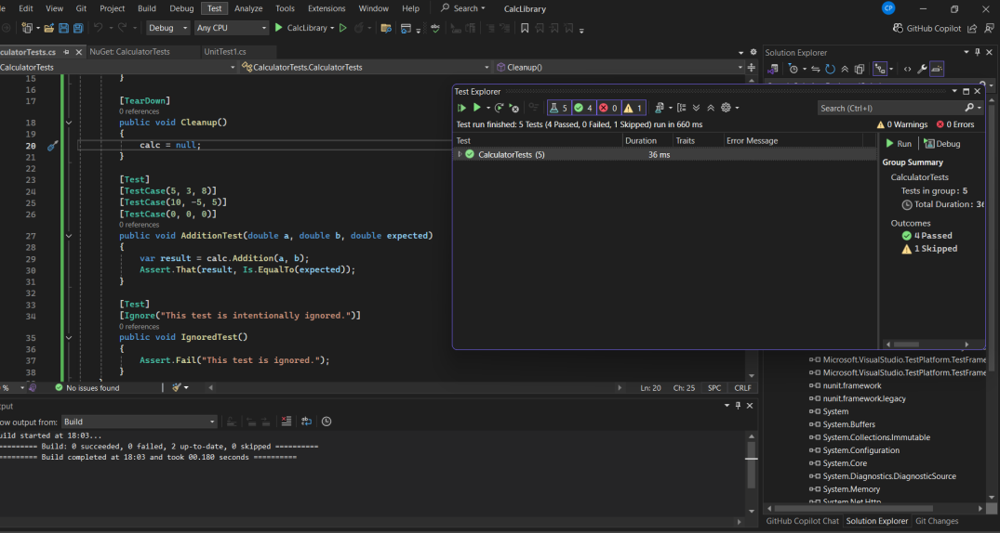 Edit View Git Project Build Debug Test Analyze Tools Extensions Window Help Search CalcLibrary CP
Debug Any CPU CalcLibrary GitHub Copilot
culatorTests.cs NuGet: CalculatorTests UnitTest1.cs
CalculatorTests CalculatorTests.CalculatorTests Cleanup()
15 }
16
17 [TearDown]
0 references
18 public void Cleanup()
19 {
20 calc = null;
21 }
22
23 [Test]
24 [TestCase(5, 3, 8)]
25 [TestCase(10, -5, 5)]
26 [TestCase(0, 0, 0)]
0 references
27 public void AdditionTest(double a, double b, double expected)
28 {
29 var result = calc.Addition(a, b);
30 Assert.That(result, Is.EqualTo(expected));
31 }
32
33 [Test]
34 [Ignore("This test is intentionally ignored.")]
0 references
35 public void IgnoredTest()
36 {
37 Assert.Fail("This test is ignored.");
38 }
% No issues found Ln: 20 Ch: 25 SPC CRLF
put
ow output from: Build
uild started at 18:03...
========= Build: 0 succeeded, 0 failed, 2 up-to-date, 0 skipped ==========
========= Build completed at 18:03 and took 00.180 seconds ==========
Test Explorer
5 4 0 1 Search (Ctrl+I)
Test run finished: 5 Tests (4 Passed, 0 Failed, 1 Skipped) run in 660 ms 0 Warnings 0 Errors
Test Duration Traits Error Message
CalculatorTests (5) 36 ms
Run Debug
Group Summary
CalculatorTests
Tests in group: 5
Total Duration: 36
Outcomes
4 Passed
1 Skipped
Solution Explorer
Microsoft.VisualStudio.TestPlatform.TestFrame
Microsoft.VisualStudio.TestPlatform.TestFrame
nunit.framework
nunit.framework.legacy
System
System.Buffers
System.Collections.Immutable
System.Configuration
System.Core
System.Diagnostics.DiagnosticSource
System.Memory
System.Net.Http
GitHub Copilot Chat Solution Explorer Git Changes